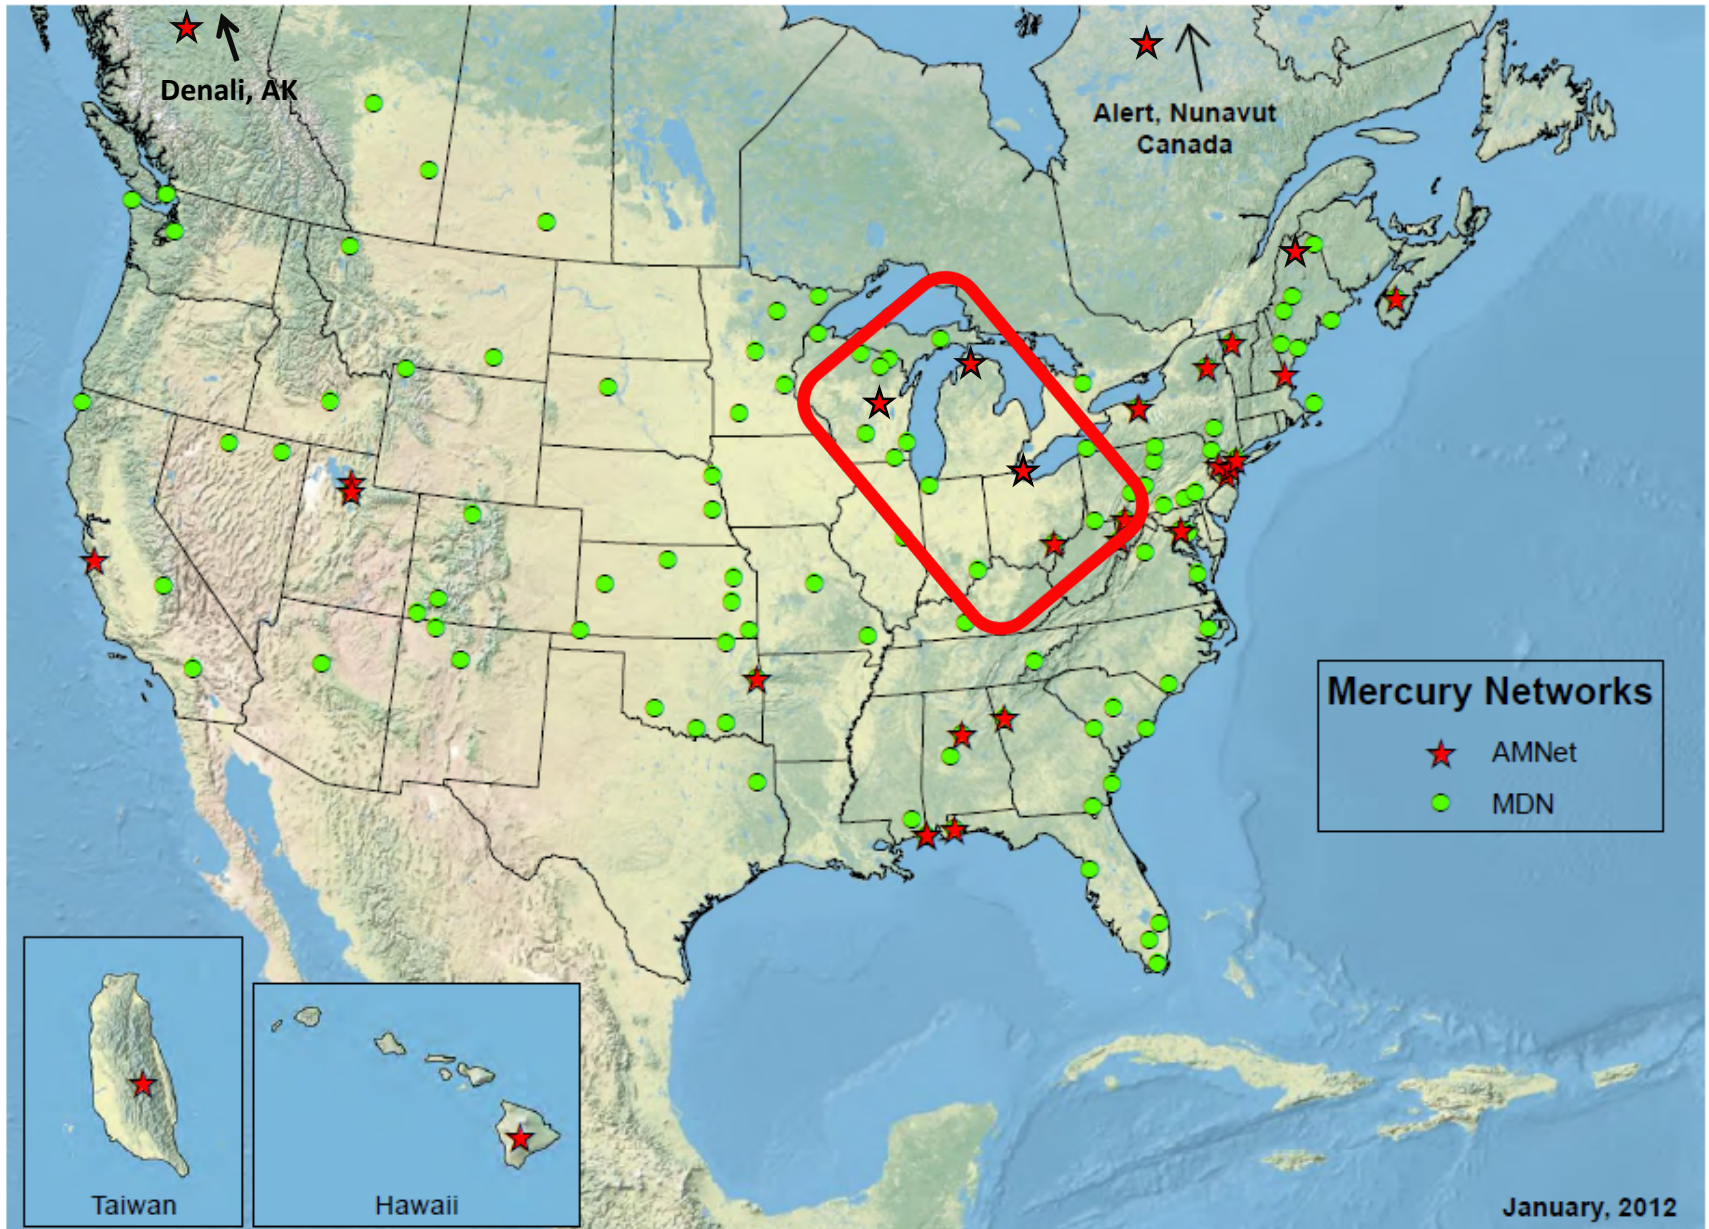 Denali, AK
Alert, Nunavut
Canada
Mercury Networks
AMNet
MDN
Taiwan
Hawaii
January, 2012